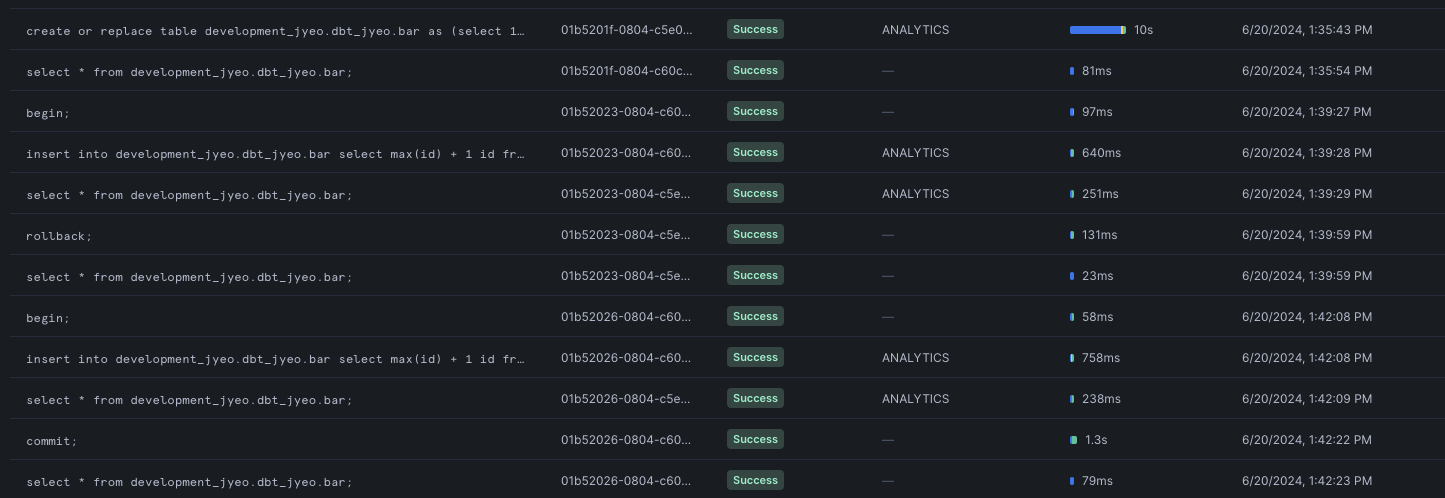 create or replace table development_jyeo.dbt_jyeo.bar as (select 1… 01b5201f-0804-c5e0... Success ANALYTICS 10s 6/20/2024, 1:35:43 PM
select * from development_jyeo.dbt_jyeo.bar; 01b5201f-0804-c60c... Success — 81ms 6/20/2024, 1:35:54 PM
begin; 01b52023-0804-c60... Success — 97ms 6/20/2024, 1:39:27 PM
insert into development_jyeo.dbt_jyeo.bar select max(id) + 1 id fr… 01b52023-0804-c60... Success ANALYTICS 640ms 6/20/2024, 1:39:28 PM
select * from development_jyeo.dbt_jyeo.bar; 01b52023-0804-c5e... Success ANALYTICS 251ms 6/20/2024, 1:39:29 PM
rollback; 01b52023-0804-c5e... Success — 131ms 6/20/2024, 1:39:59 PM
select * from development_jyeo.dbt_jyeo.bar; 01b52023-0804-c5e... Success — 23ms 6/20/2024, 1:39:59 PM
begin; 01b52026-0804-c60... Success — 58ms 6/20/2024, 1:42:08 PM
insert into development_jyeo.dbt_jyeo.bar select max(id) + 1 id fr… 01b52026-0804-c60... Success ANALYTICS 758ms 6/20/2024, 1:42:08 PM
select * from development_jyeo.dbt_jyeo.bar; 01b52026-0804-c5e... Success ANALYTICS 238ms 6/20/2024, 1:42:09 PM
commit; 01b52026-0804-c60... Success — 1.3s 6/20/2024, 1:42:22 PM
select * from development_jyeo.dbt_jyeo.bar; 01b52026-0804-c60... Success — 79ms 6/20/2024, 1:42:23 PM